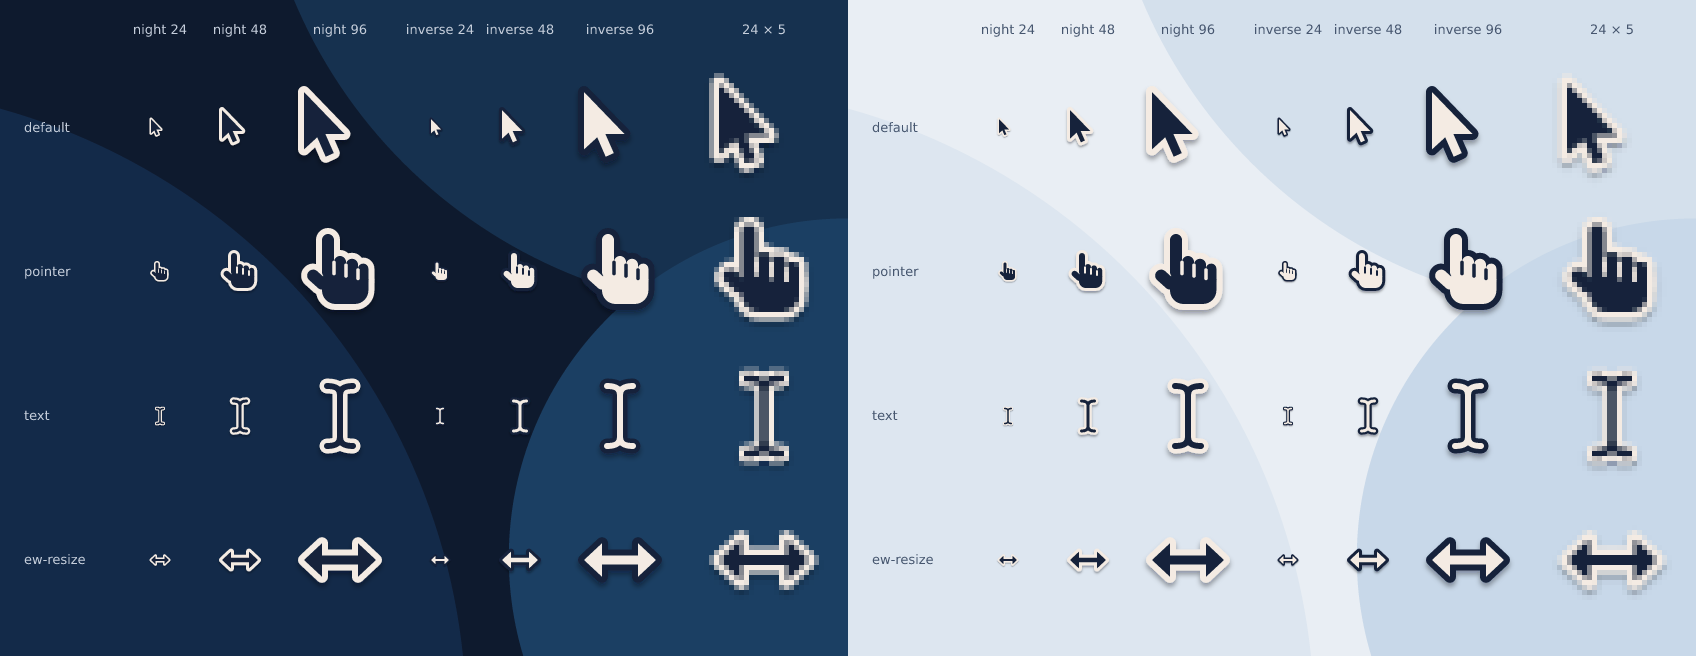 night 24 night 48 night 96 inverse 24 inverse 48 inverse 96 24 × 5
default
pointer
text
ew-resize
night 24 night 48 night 96 inverse 24 inverse 48 inverse 96 24 × 5
default
pointer
text
ew-resize